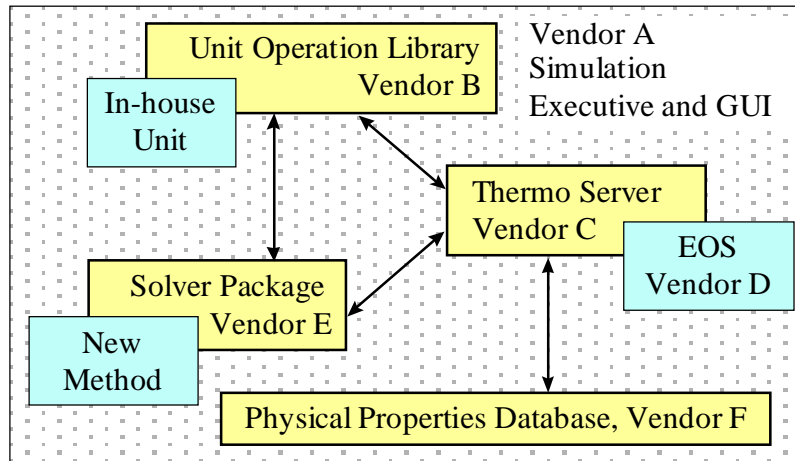 Unit Operation Library
Vendor B
Vendor A
Simulation
Executive and GUI
In-house
Unit
Thermo Server
Vendor C
EOS
Vendor D
Solver Package
Vendor E
New
Method
Physical Properties Database, Vendor F